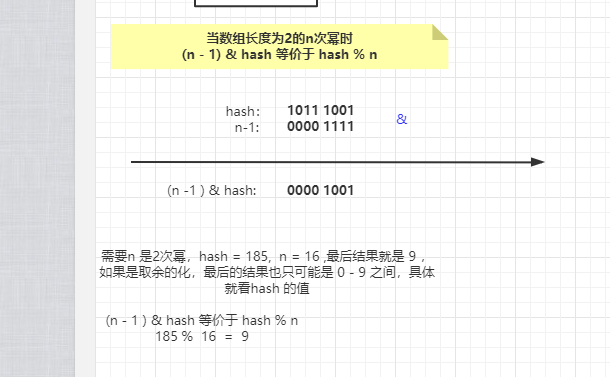 当数组长度为2的n次幂时
(n - 1) & hash 等价于 hash % n
hash: 1011 1001
n-1: 0000 1111
&
(n -1 ) & hash: 0000 1001
需要n 是2次幂，hash = 185, n = 16 ,最后结果就是 9 ，
如果是取余的化，最后的结果也只可能是 0 - 9 之间，具体
就看hash 的值
(n - 1 ) & hash 等价于 hash % n
185 % 16 = 9